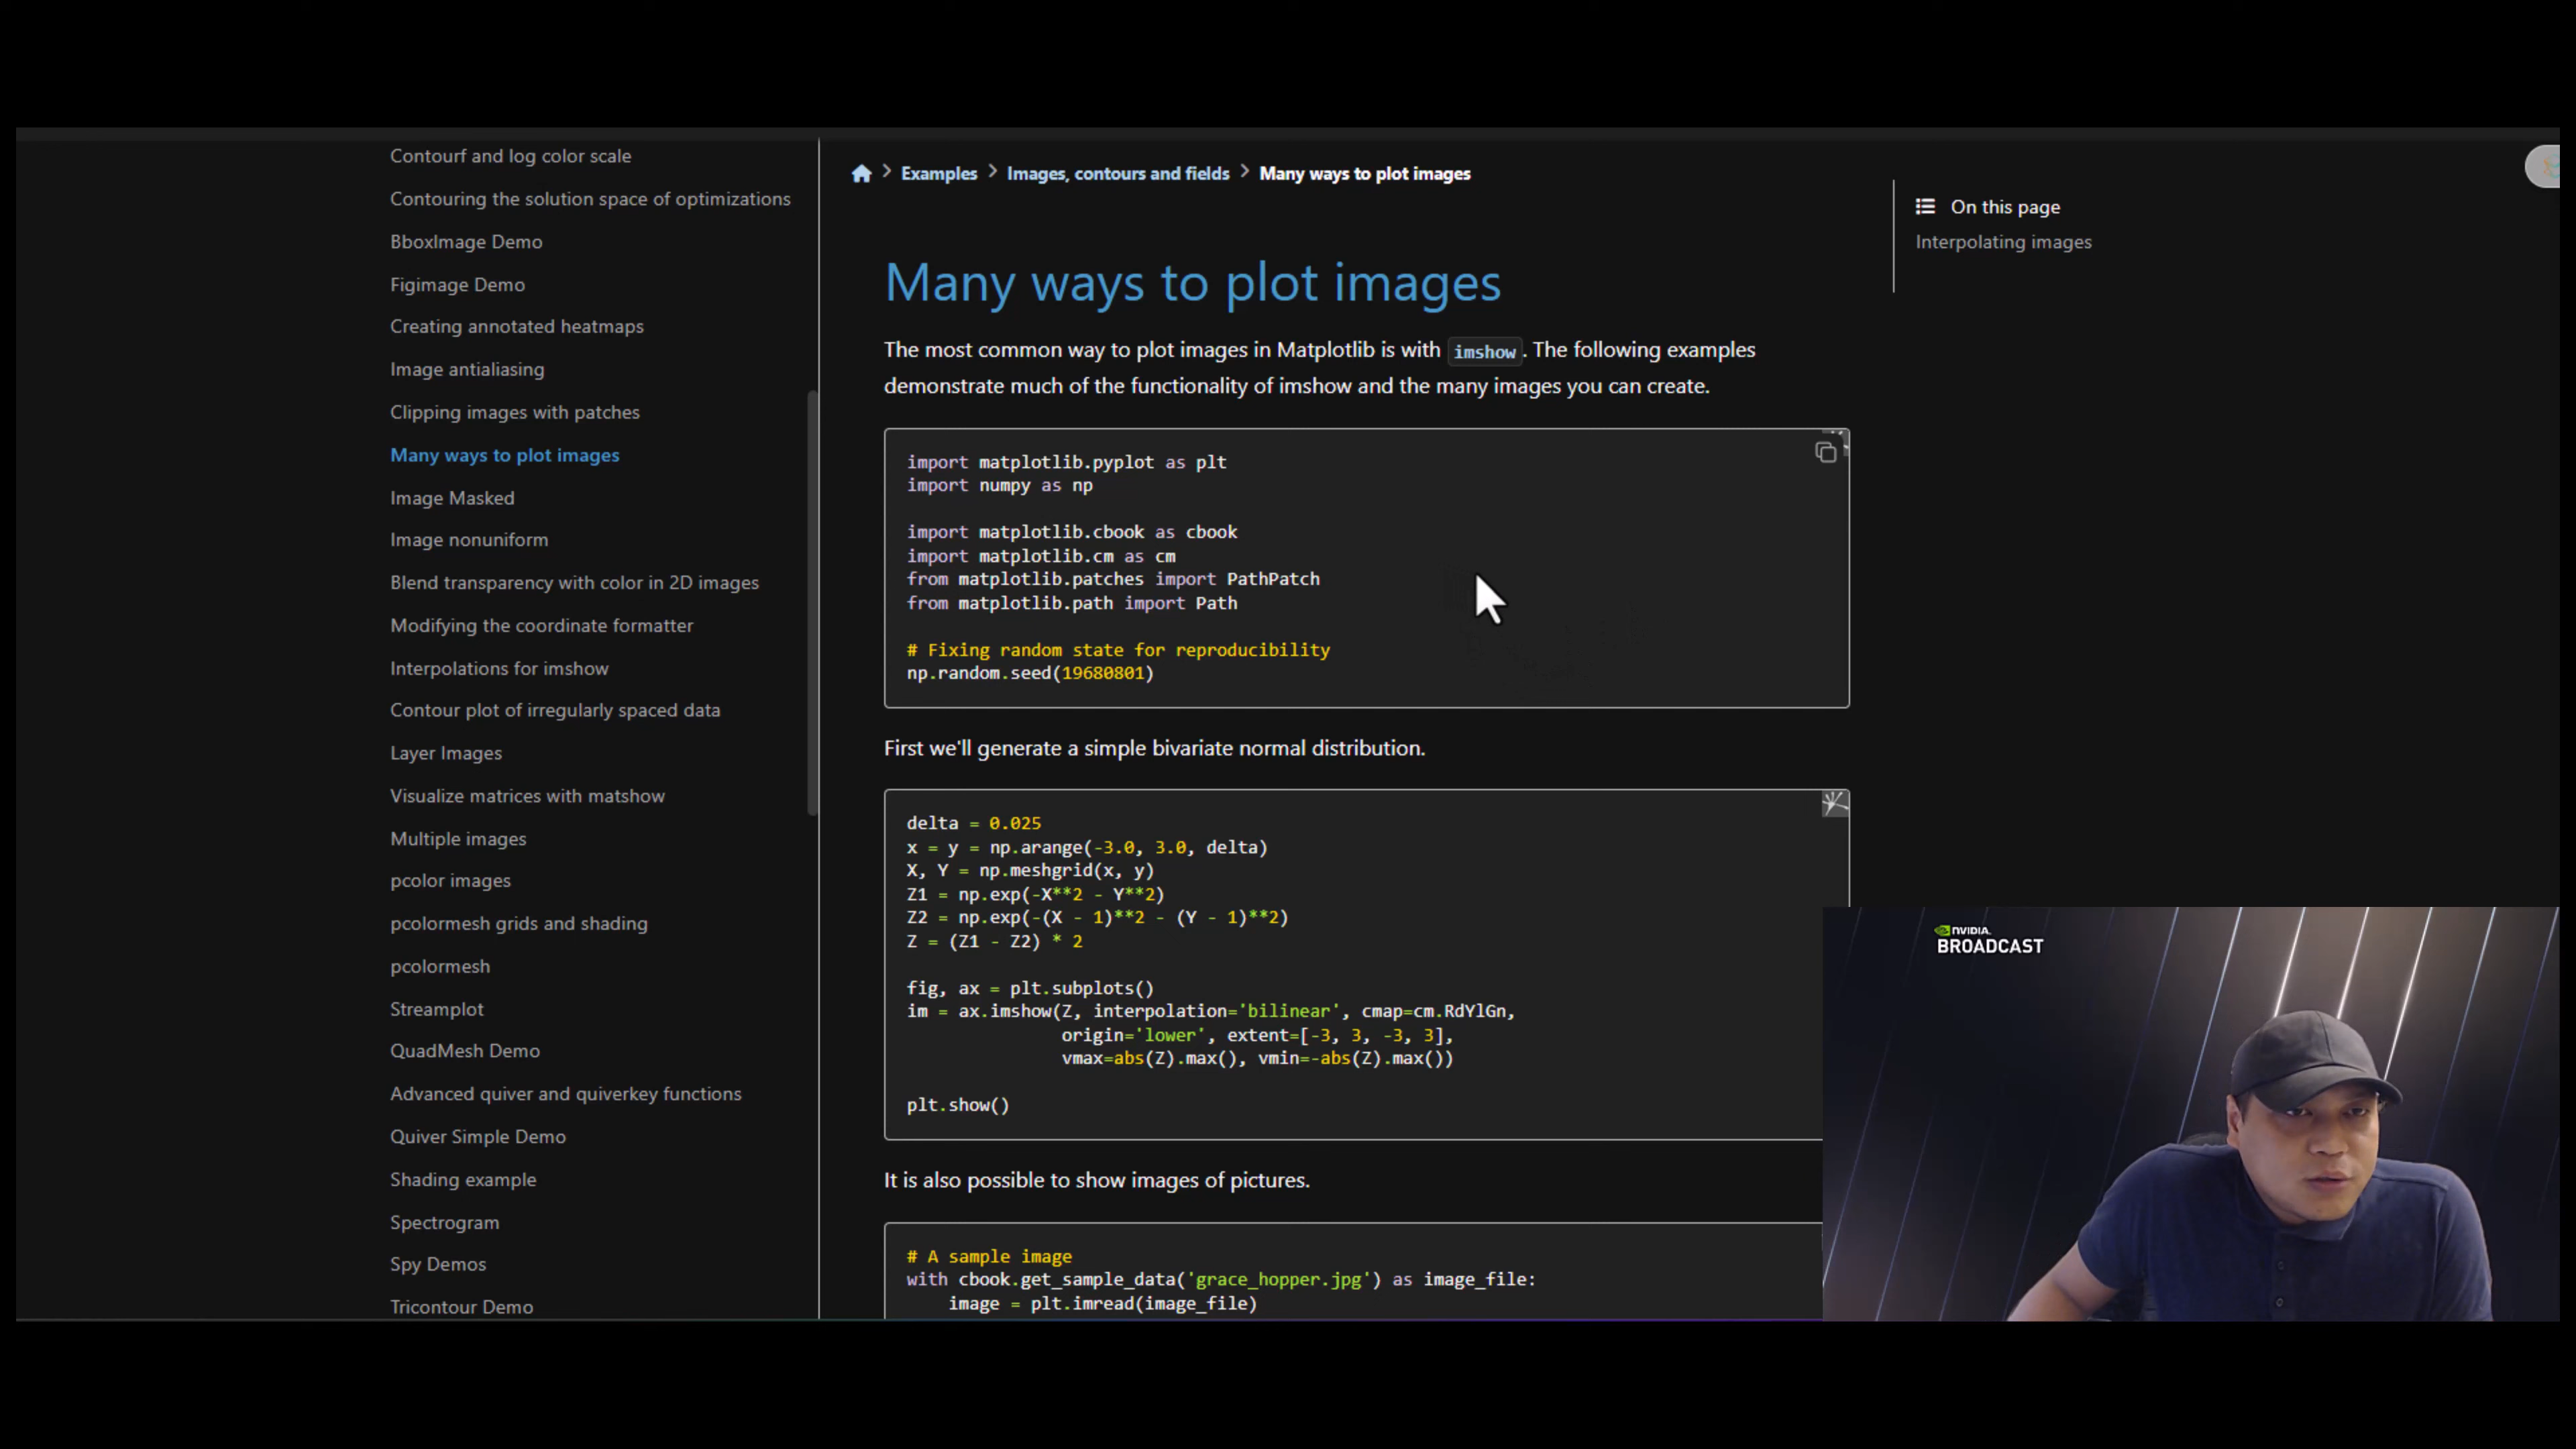 Contourf and log color scale
Contouring the solution space of optimizations
BboxImage Demo
Figimage Demo
Creating annotated heatmaps
Image antialiasing
Clipping images with patches
Many ways to plot images
Image Masked
Image nonuniform
Blend transparency with color in 2D images
Modifying the coordinate formatter
Interpolations for imshow
Contour plot of irregularly spaced data
Layer Images
Visualize matrices with matshow
Multiple images
pcolor images
pcolormesh grids and shading
pcolormesh
Streamplot
QuadMesh Demo
Advanced quiver and quiverkey functions
Quiver Simple Demo
Shading example
Spectrogram
Spy Demos
Tricontour Demo
Examples > Images, contours and fields > Many ways to plot images
Many ways to plot images
The most common way to plot images in Matplotlib is with imshow. The following examples
demonstrate much of the functionality of imshow and the many images you can create.
import matplotlib.pyplot as plt
import numpy as np
import matplotlib.cbook as cbook
import matplotlib.cm as cm
from matplotlib.patches import PathPatch
from matplotlib.path import Path
# Fixing random state for reproducibility
np.random.seed(19680801)
First we'll generate a simple bivariate normal distribution.
delta = 0.025
x = y = np.arange(-3.0, 3.0, delta)
X, Y = np.meshgrid(x, y)
Z1 = np.exp(-X**2 - Y**2)
Z2 = np.exp(-(X - 1)**2 - (Y - 1)**2)
Z = (Z1 - Z2) * 2
fig, ax = plt.subplots()
im = ax.imshow(Z, interpolation='bilinear', cmap=cm.RdYlGn,
origin='lower', extent=[-3, 3, -3, 3],
vmax=abs(Z).max(), vmin=-abs(Z).max())
plt.show()
It is also possible to show images of pictures.
# A sample image
with cbook.get_sample_data('grace_hopper.jpg') as image_file:
image = plt.imread(image_file)
On this page
Interpolating images
NVIDIA.
BROADCAST